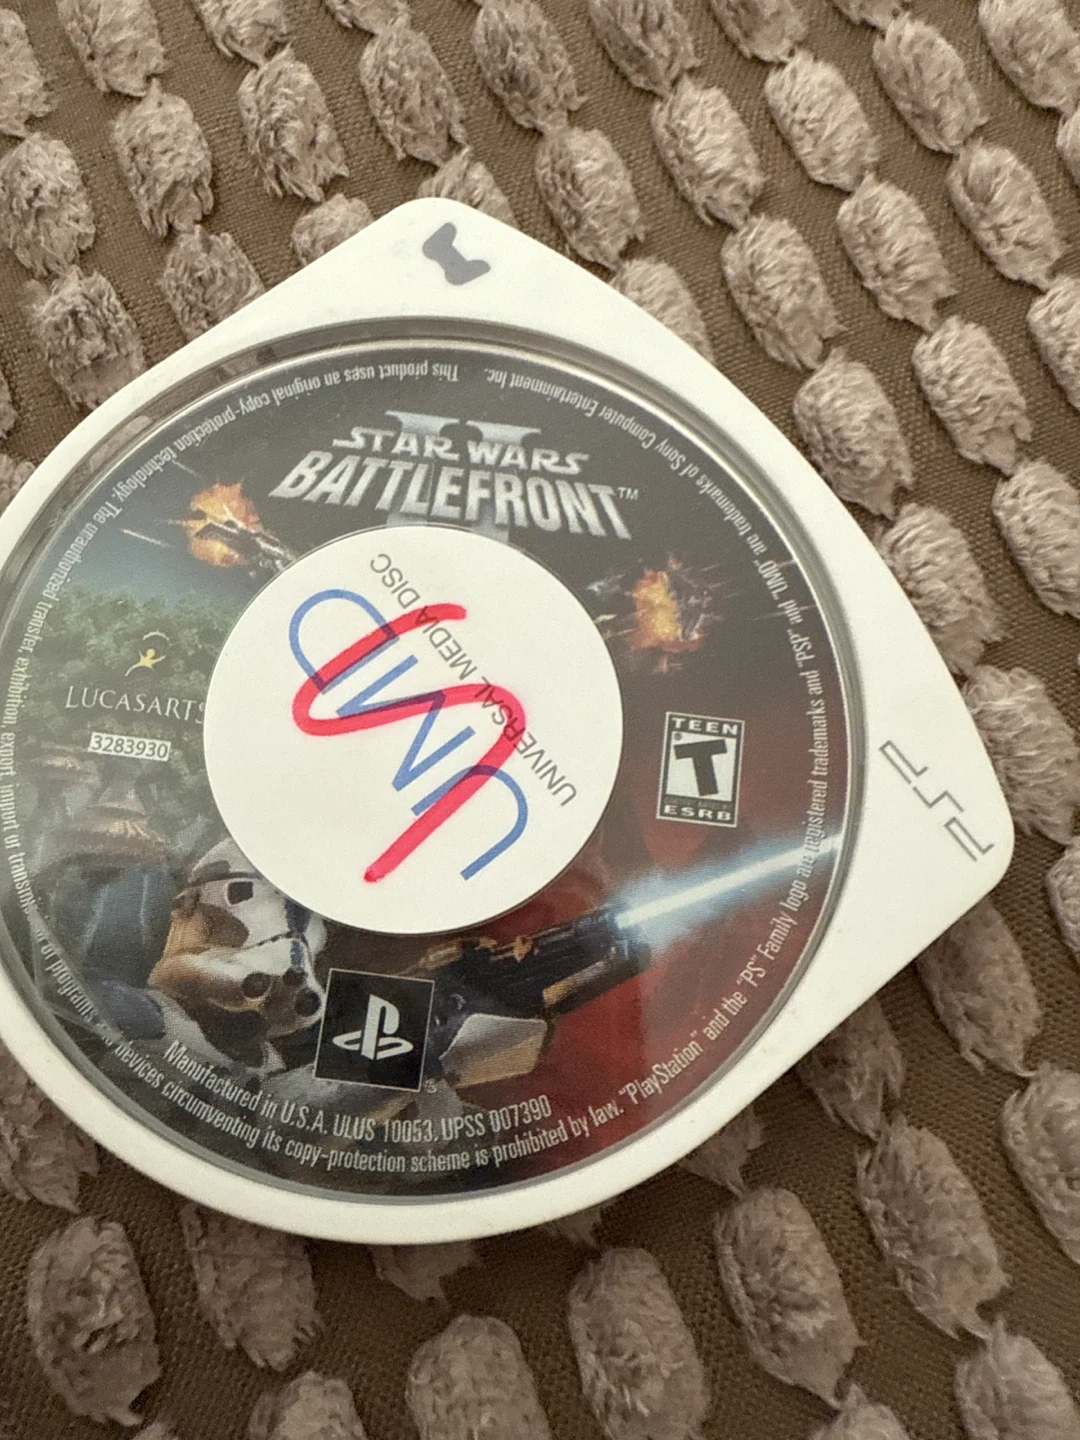 STAR WARS
BATTLEFRONT™
II
LUCASARTS
3283930
UMD
UNIVERSAL MEDIA DISC
TEEN
T
ESRB
PSP
Manufactured in U.S.A. ULUS 10053. UPSS 007390
This product uses an original copy-protection technology. The unauthorized transfer, exhibition, export, import or transmission of programs
devices circumventing its copy-protection scheme is prohibited by law. "PlayStation" and the "PS" Family logo are registered trademarks and "PSP" and "UMD" are trademarks of Sony Computer Entertainment Inc.